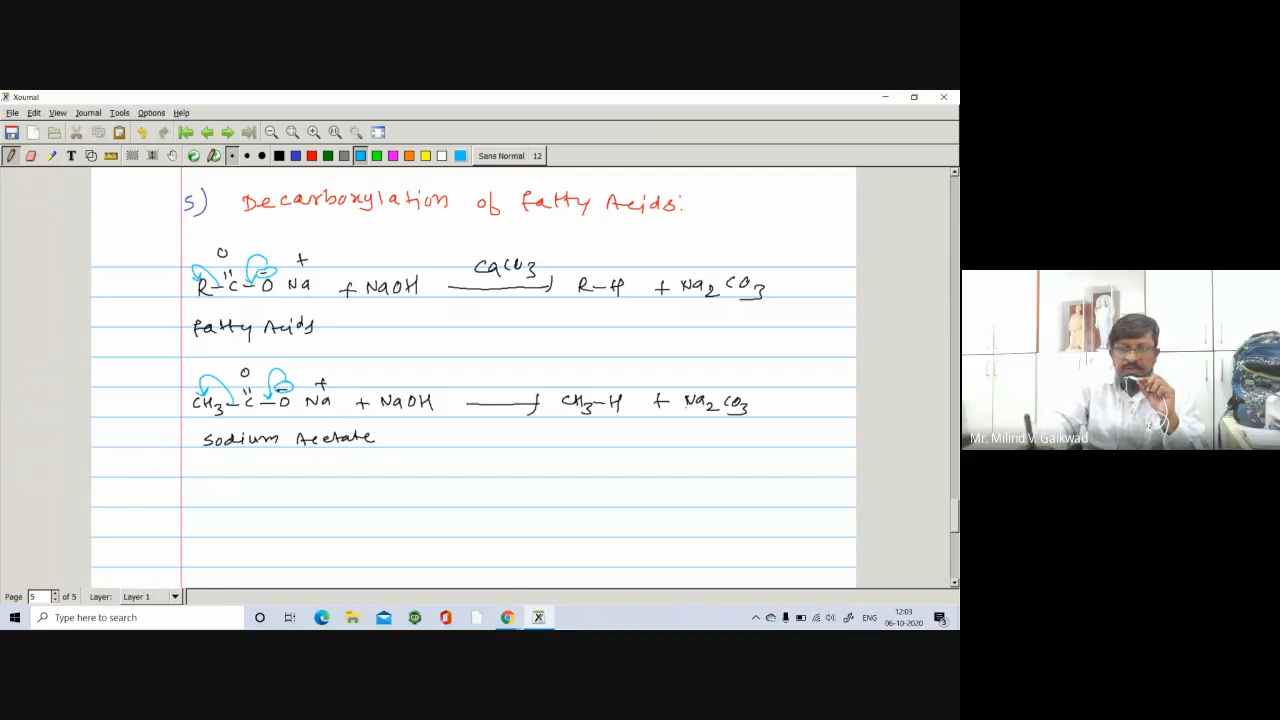 Xournal
File Edit View Journal Tools Options Help
Sans Normal 12
5) Decarboxylation of Fatty Acids:
O
R-C-O⁻ Na⁺ + NaOH CaCO3 → R-H + Na2CO3
Fatty Acids
O
CH3-C-O⁻ Na⁺ + NaOH → CH3-H + Na2CO3
Sodium Acetate
Mr. Milind V. Gaikwad
Page 5 of 5 Layer: Layer 1
Type here to search
ENG
12:03
06-10-2020
3